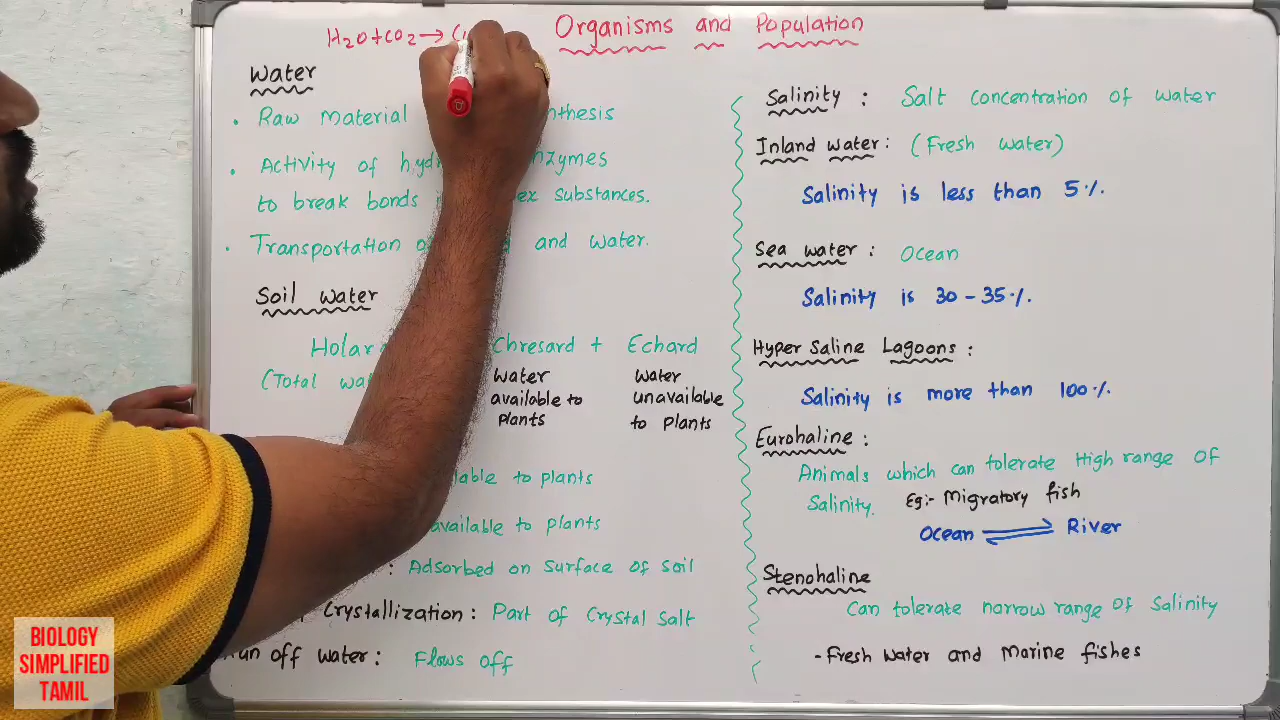 H2O+CO2 → C
Organisms and Population
Water
. Raw material nthesis
. Activity of hydr nzymes
to break bonds ex substances.
. Transportation and water.
Soil water
Holar Chresard + Echard
(Total wa
water available to plants
water unavailable to plants
lable to plants
available to plants
: Adsorbed on surface of soil
Crystallization : Part of Crystal Salt
un off water : Flows off
Salinity : Salt concentration of water
Inland water : (Fresh water)
Salinity is less than 5%.
Sea water : Ocean
Salinity is 30 - 35%.
Hyper Saline Lagoons :
Salinity is more than 100%.
Eurohaline :
Animals which can tolerate High range of
Salinity. Eg:- Migratory fish
Ocean ⇌ River
Stenohaline
Can tolerate narrow range of Salinity
- Fresh water and marine fishes
BIOLOGY
SIMPLIFIED
TAMIL